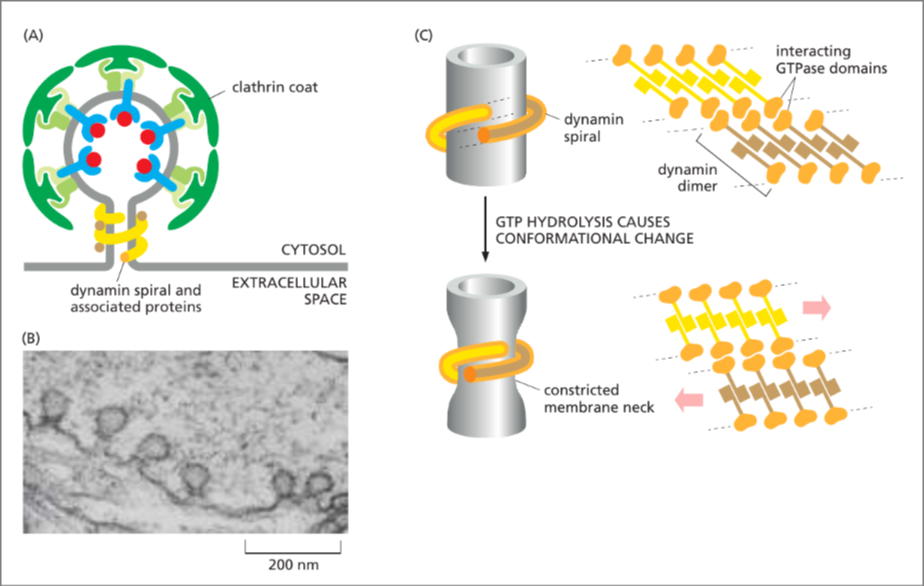 (A)
clathrin coat
CYTOSOL
EXTRACELLULAR
SPACE
dynamin spiral and
associated proteins
(B)
200 nm
(C)
dynamin
spiral
interacting
GTPase domains
dynamin
dimer
GTP HYDROLYSIS CAUSES
CONFORMATIONAL CHANGE
constricted
membrane neck